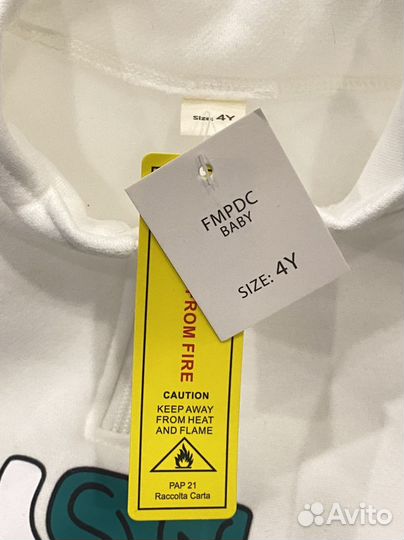 Size: 4Y
FMPDC
BABY
SIZE: 4Y
FROM FIRE
CAUTION
KEEP AWAY
FROM HEAT
AND FLAME
PAP 21
Raccolta Carta
Avito